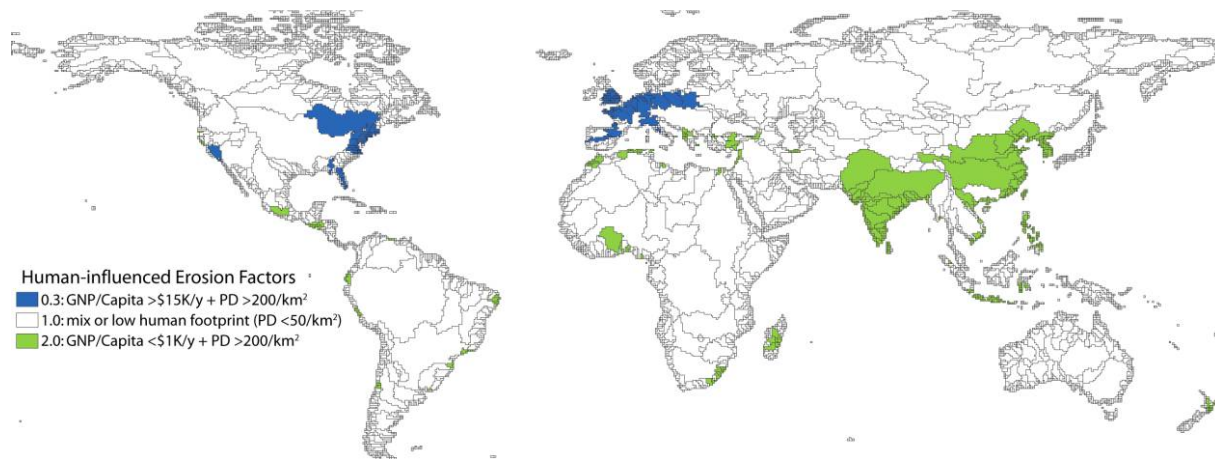 Human-influenced Erosion Factors
0.3: GNP/Capita >$15K/y + PD >200/km²
1.0: mix or low human footprint (PD <50/km²)
2.0: GNP/Capita <$1K/y + PD >200/km²